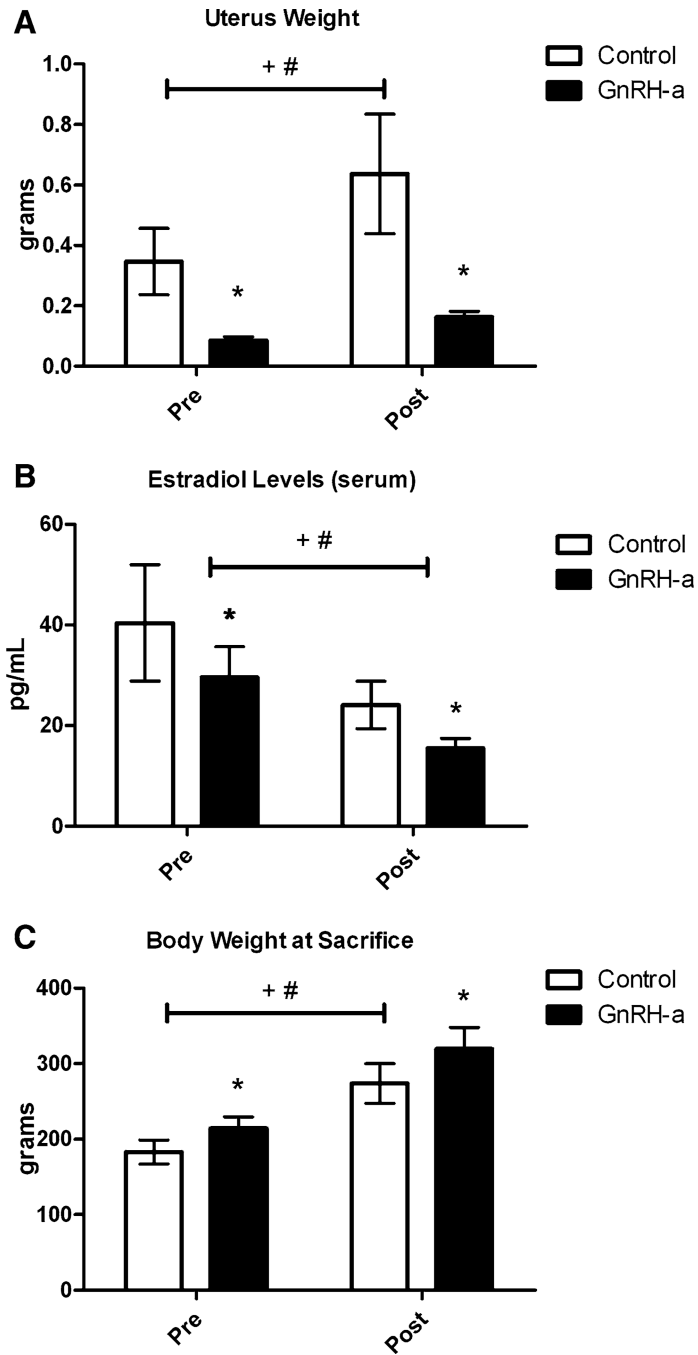 A
Uterus Weight
Control
GnRH-a
+ #
grams
1.0
0.8
0.6
0.4
0.2
0.0
*
*
Pre
Post
B
Estradiol Levels (serum)
Control
GnRH-a
+ #
pg/mL
60
40
20
0
*
*
Pre
Post
C
Body Weight at Sacrifice
Control
GnRH-a
+ #
grams
400
300
200
100
0
*
*
Pre
Post